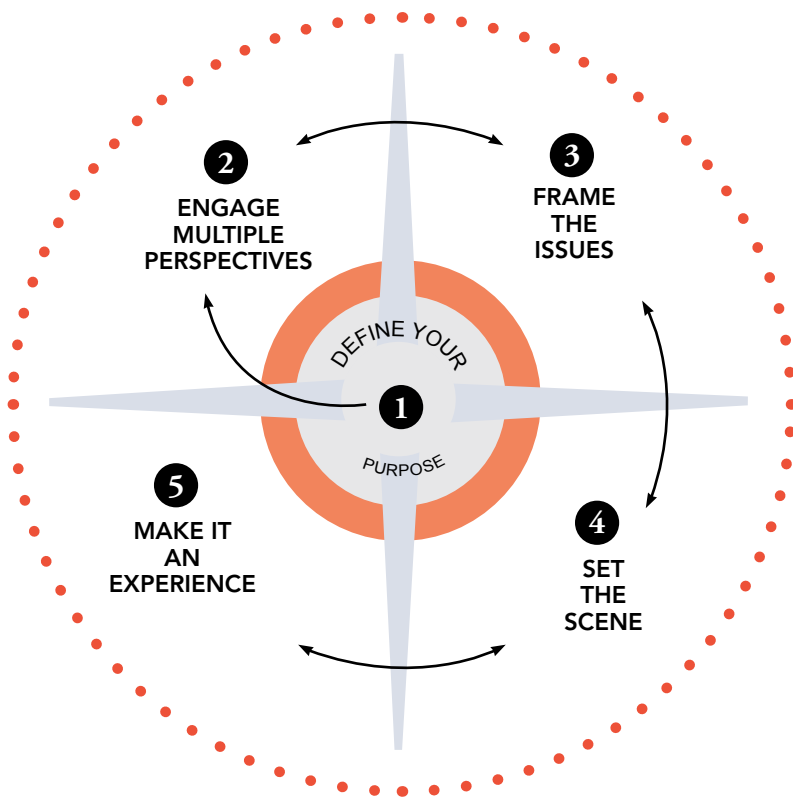 DEFINE YOUR
1
PURPOSE
2
ENGAGE
MULTIPLE
PERSPECTIVES
3
FRAME
THE
ISSUES
4
SET
THE
SCENE
5
MAKE IT
AN
EXPERIENCE